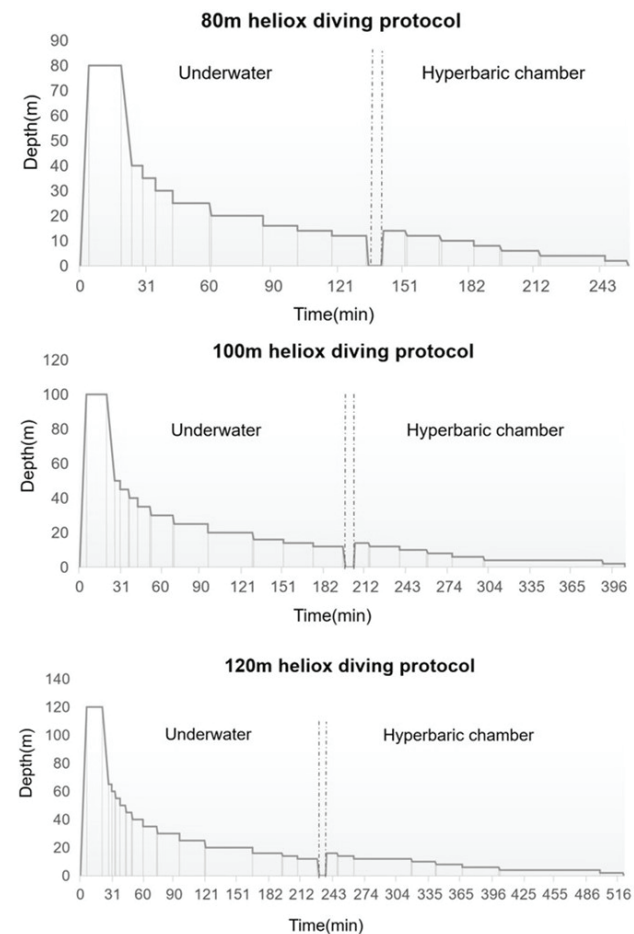 80m heliox diving protocol
90
80
70
60
50
40
30
20
10
0
Depth(m)
Underwater
Hyperbaric chamber
0 31 60 90 121 151 182 212 243
Time(min)
100m heliox diving protocol
120
100
80
60
40
20
0
Depth(m)
Underwater
Hyperbaric chamber
0 31 60 90 121 151 182 212 243 274 304 335 365 396
Time(min)
120m heliox diving protocol
140
120
100
80
60
40
20
0
Depth(m)
Underwater
Hyperbaric chamber
0 31 60 90 121 151 182 212 243 274 304 335 365 396 425 455 486 516
Time(min)